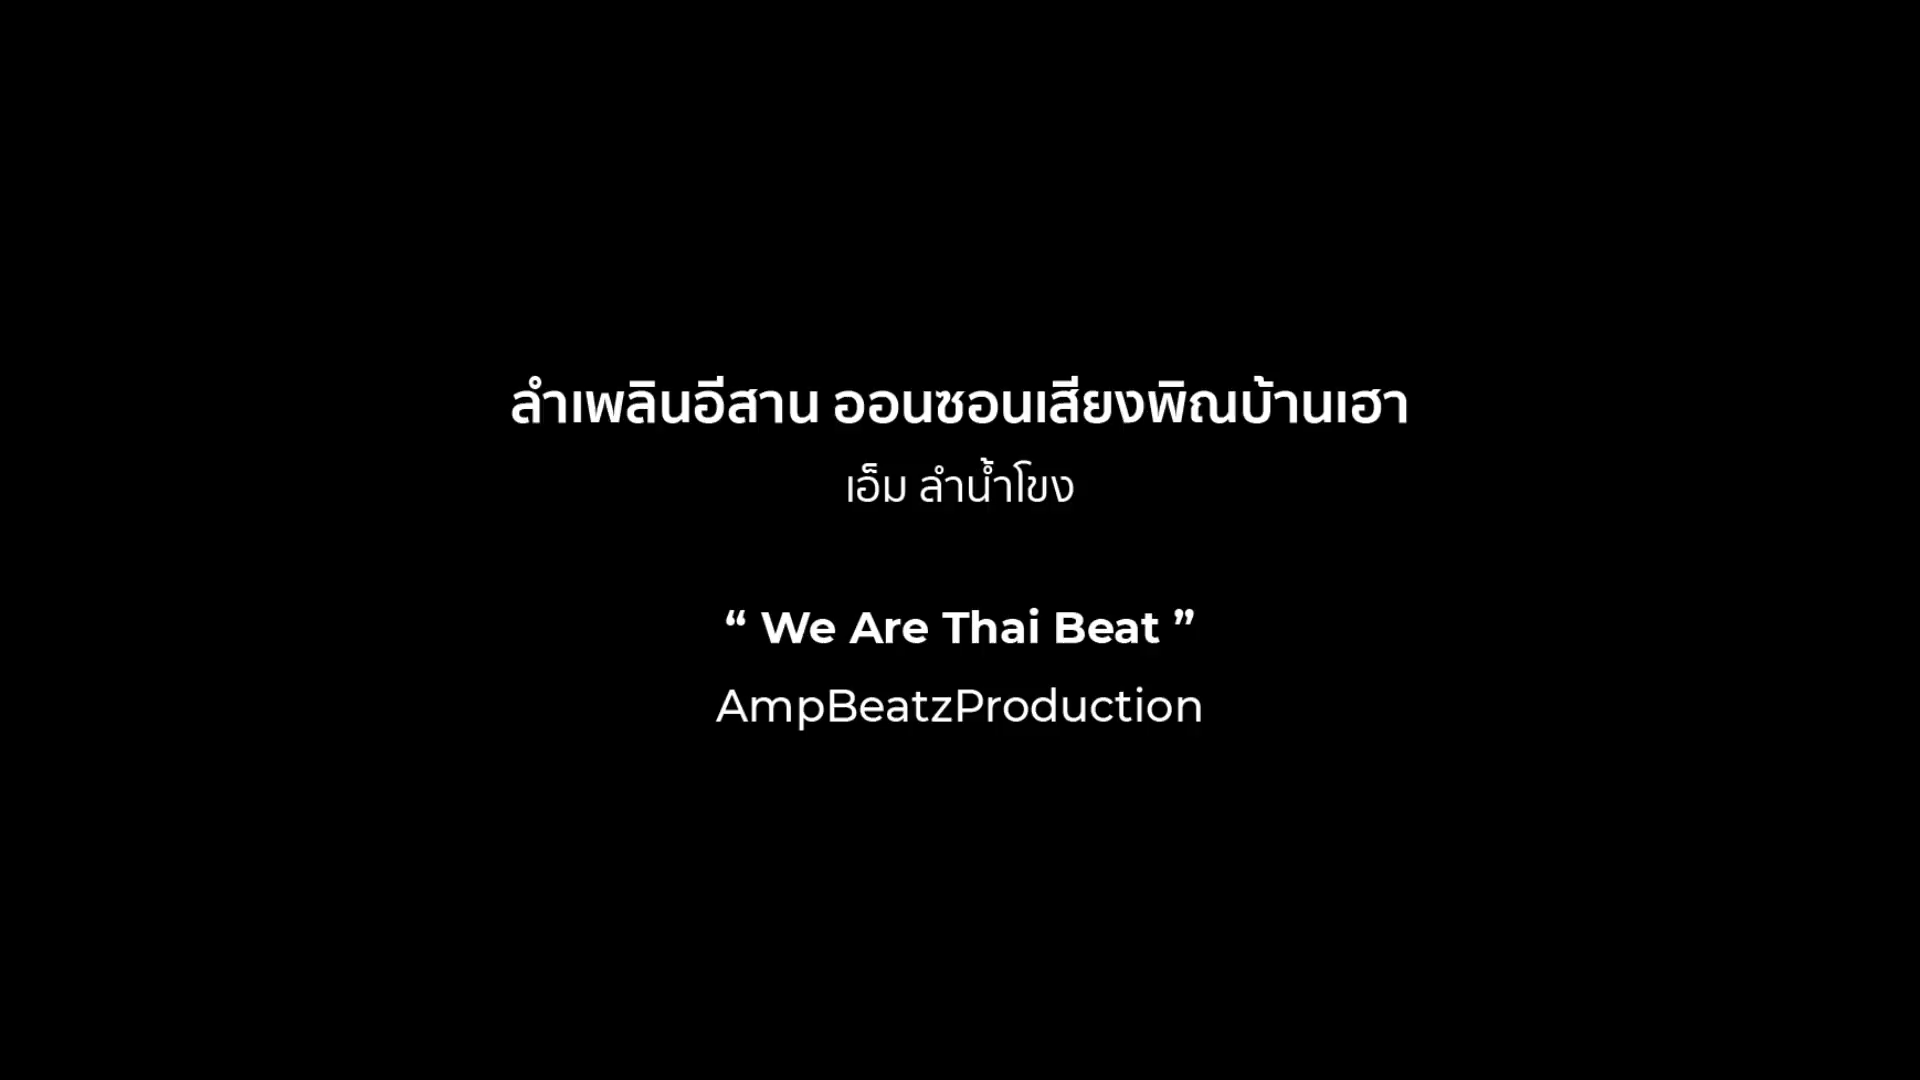 ลำเพลินอีสาน ออนซอนเสียงพิณบ้านเฮา
เอ็ม ลำน้ำโขง
“ We Are Thai Beat ”
AmpBeatzProduction